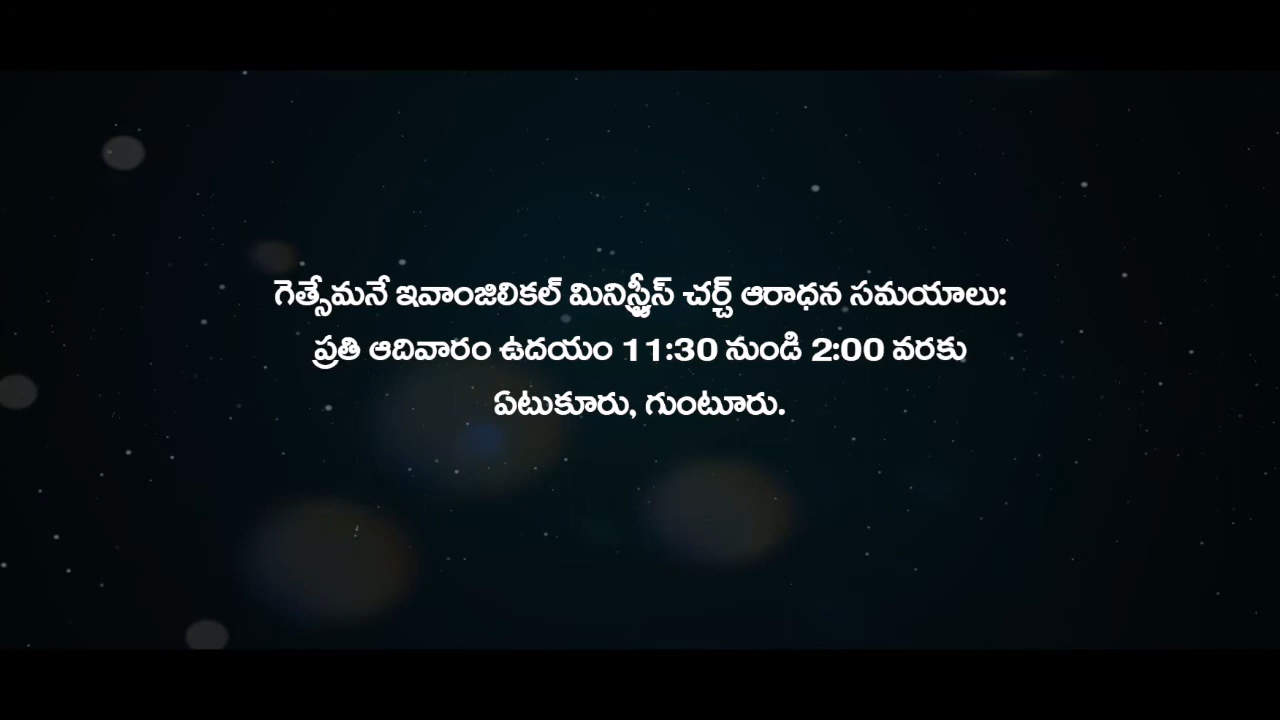 గెత్సేమనే ఇవాంజిలికల్ మినిస్ట్రీస్ చర్చ్ ఆరాధన సమయాలు:
ప్రతి ఆదివారం ఉదయం 11:30 నుండి 2:00 వరకు
ఏటుకూరు, గుంటూరు.